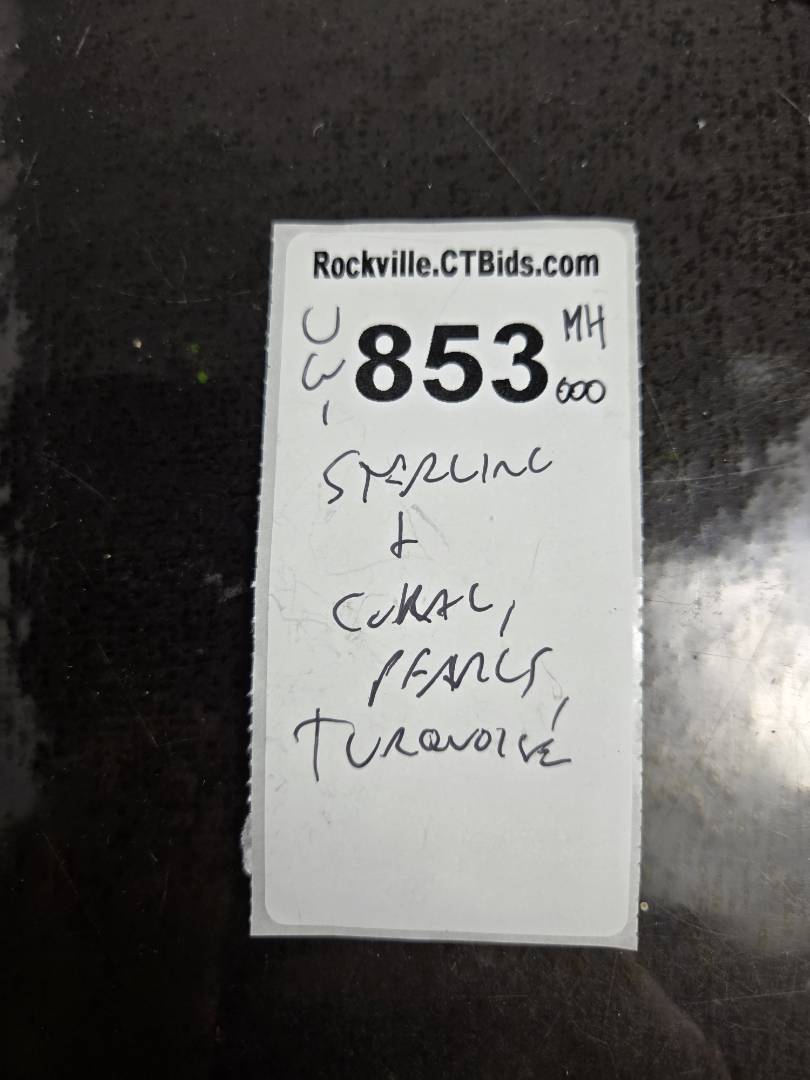 Rockville.CTBids.com
853
MH
600
STERLING
+
CORAL,
PEARLS,
TURQUOISE